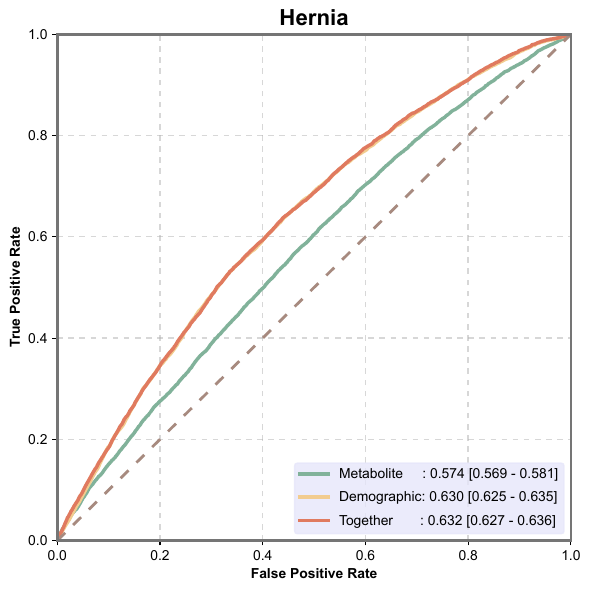 Hernia
True Positive Rate
1.0
0.8
0.6
0.4
0.2
0.0
Metabolite : 0.574 [0.569 - 0.581]
Demographic: 0.630 [0.625 - 0.635]
Together : 0.632 [0.627 - 0.636]
0.0 0.2 0.4 0.6 0.8 1.0
False Positive Rate